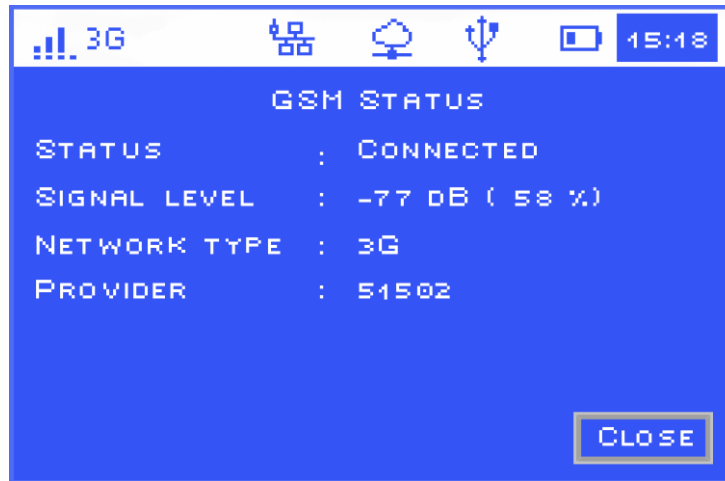 3G 15:18
GSM Status
Status : Connected
Signal level : -77 dB ( 58 %)
Network type : 3G
Provider : 51502
Close